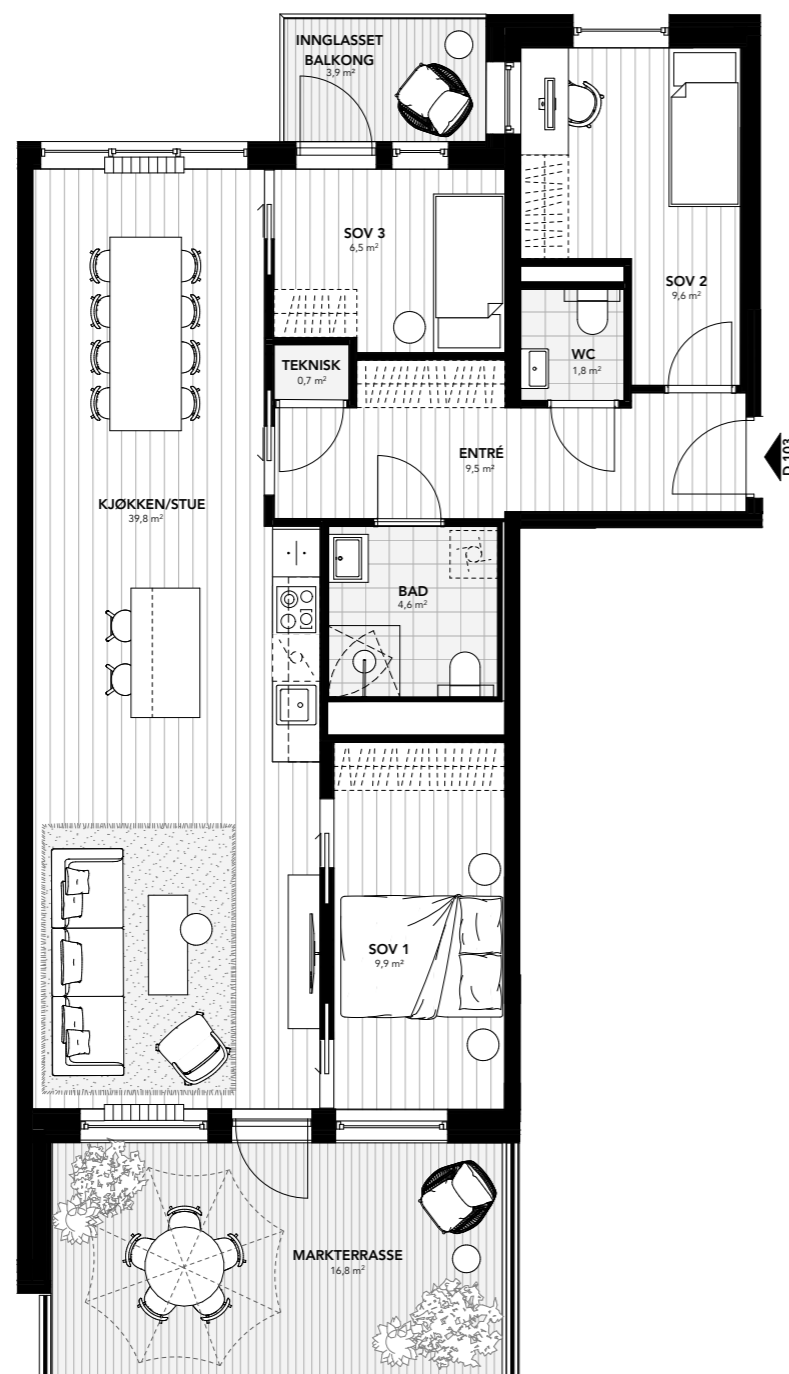 INNGLASSET
BALKONG
3,9 m²
SOV 3
6,5 m²
SOV 2
9,6 m²
WC
1,8 m²
TEKNISK
0,7 m²
ENTRÉ
9,5 m²
D 103
KJØKKEN/STUE
39,8 m²
BAD
4,6 m²
SOV 1
9,9 m²
MARKTERRASSE
16,8 m²